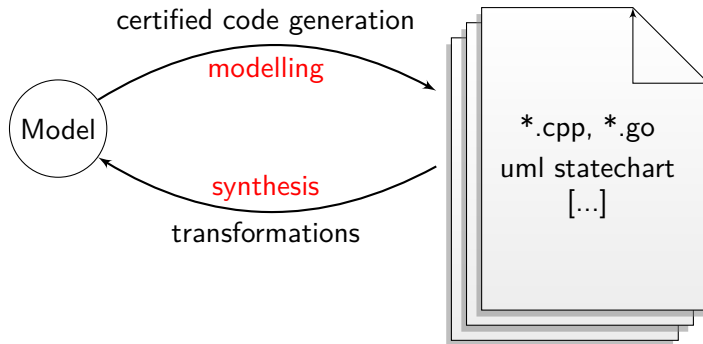 certified code generation
modelling
Model
*.cpp, *.go
uml statechart
[...]
synthesis
transformations